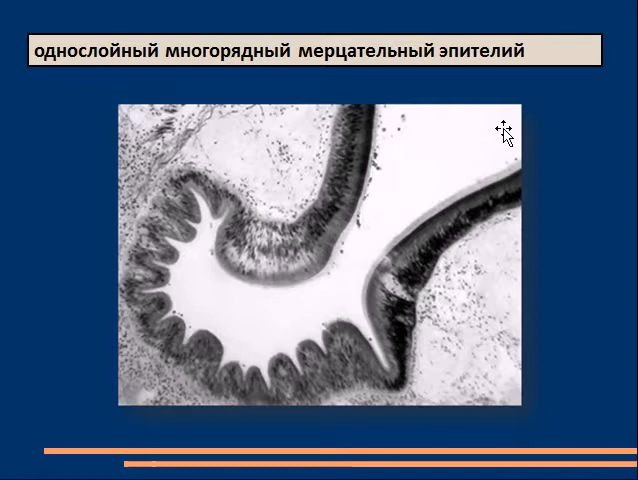 однослойный многорядный мерцательный эпителий